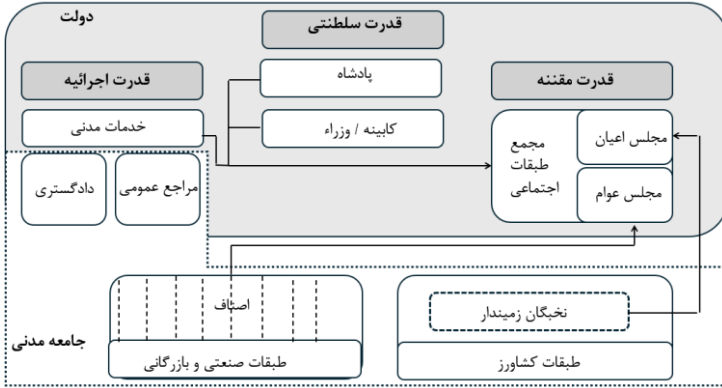 دولت
قدرت سلطنتی
قدرت مقننه
قدرت اجرائیه
پادشاه
خدمات مدنی
کابینه / وزراء
مجمع
طبقات
اجتماعی
مجلس اعیان
مجلس عوام
مراجع عمومی
دادگستری
اصناف
نخبگان زمیندار
جامعه مدنی
طبقات صنعتی و بازرگانی
طبقات کشاورز